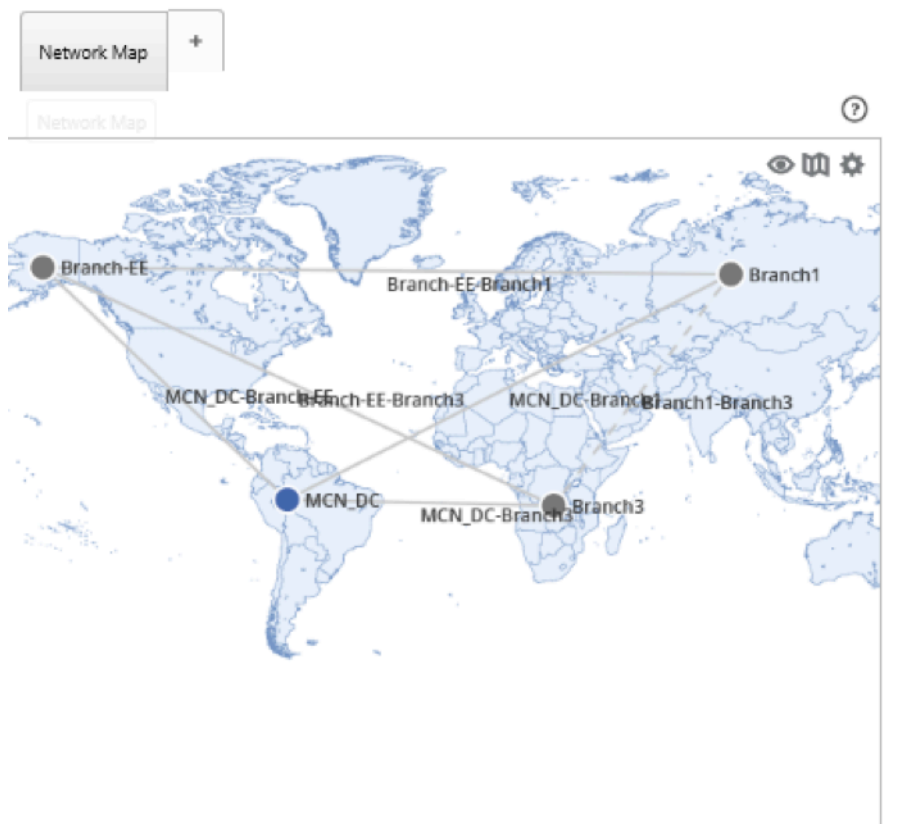 Network Map
+
Network Map
?
Branch-EE
Branch-EE-Branch1
Branch1
MCN_DC-Branch-EE
Branch-EE-Branch3
MCN_DC-Branch1
Branch1-Branch3
MCN_DC
MCN_DC-Branch3
Branch3